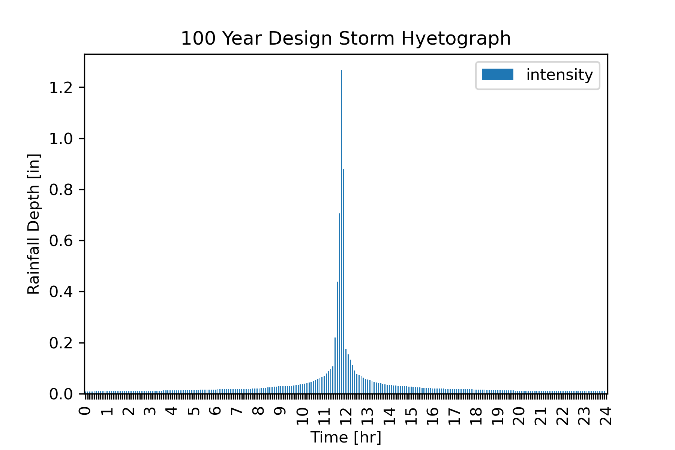 100 Year Design Storm Hyetograph
intensity
Rainfall Depth [in]
1.2
1.0
0.8
0.6
0.4
0.2
0.0
0 1 2 3 4 5 6 7 8 9 10 11 12 13 14 15 16 17 18 19 20 21 22 23 24
Time [hr]